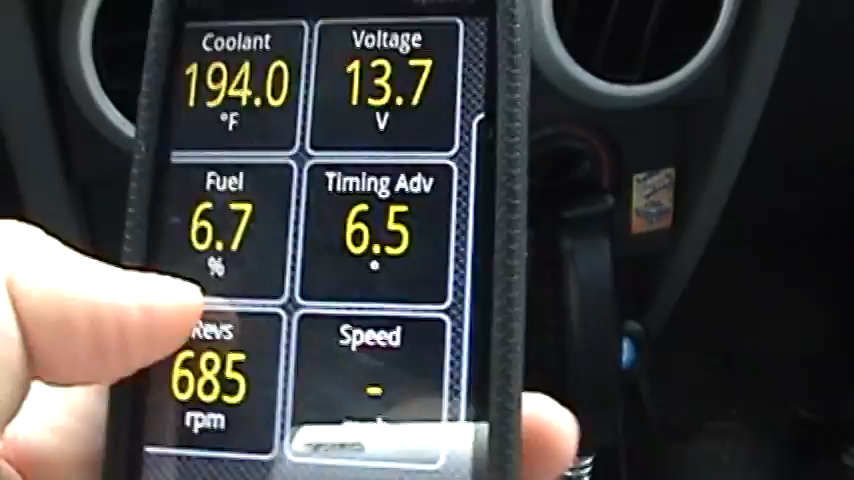 Coolant
194.0
°F
Voltage
13.7
V
Fuel
6.7
%
Timing Adv
6.5
°
Revs
685
rpm
Speed
-